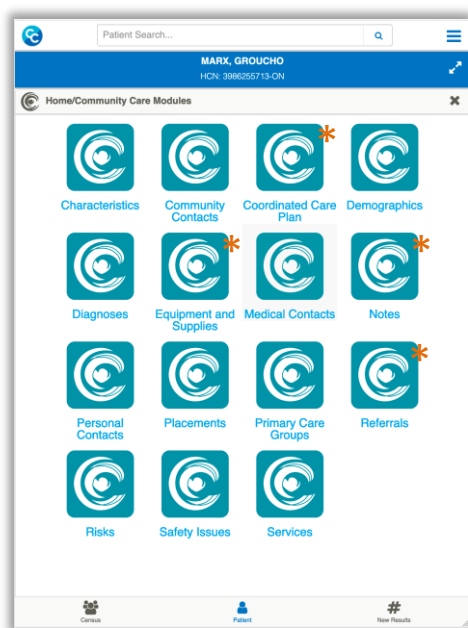 Patient Search...
MARX, GROUCHO
HCN: 3986255713-ON
Home/Community Care Modules
Characteristics
Community Contacts
Coordinated Care Plan
Demographics
Diagnoses
Equipment and Supplies
Medical Contacts
Notes
Personal Contacts
Placements
Primary Care Groups
Referrals
Risks
Safety Issues
Services
Census
Patient
New Results